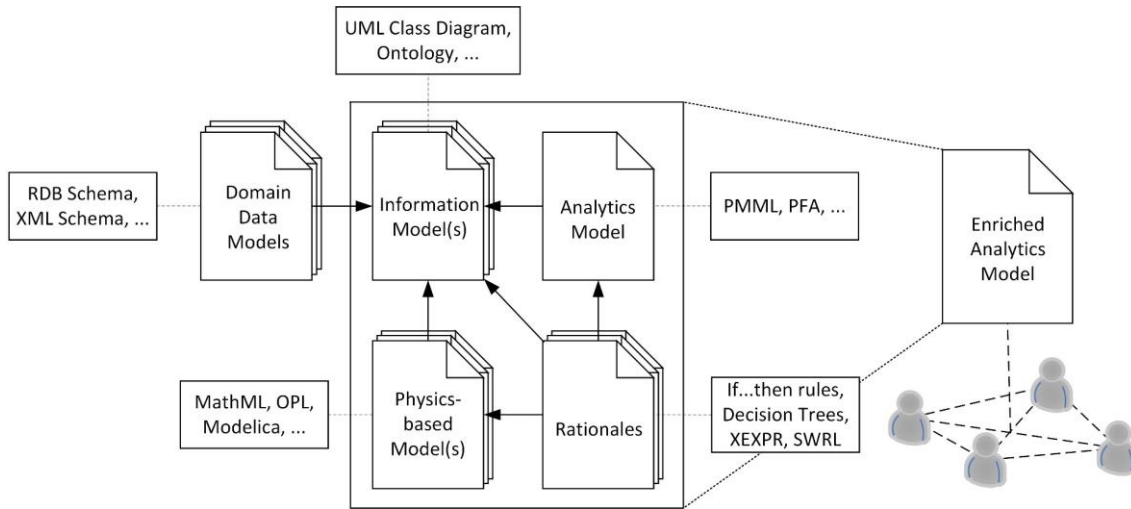 UML Class Diagram,
Ontology, ...
RDB Schema,
XML Schema, ...
Domain
Data
Models
Information
Model(s)
Analytics
Model
PMML, PFA, ...
Enriched
Analytics
Model
MathML, OPL,
Modelica, ...
Physics-
based
Model(s)
Rationales
If...then rules,
Decision Trees,
XEXPR, SWRL